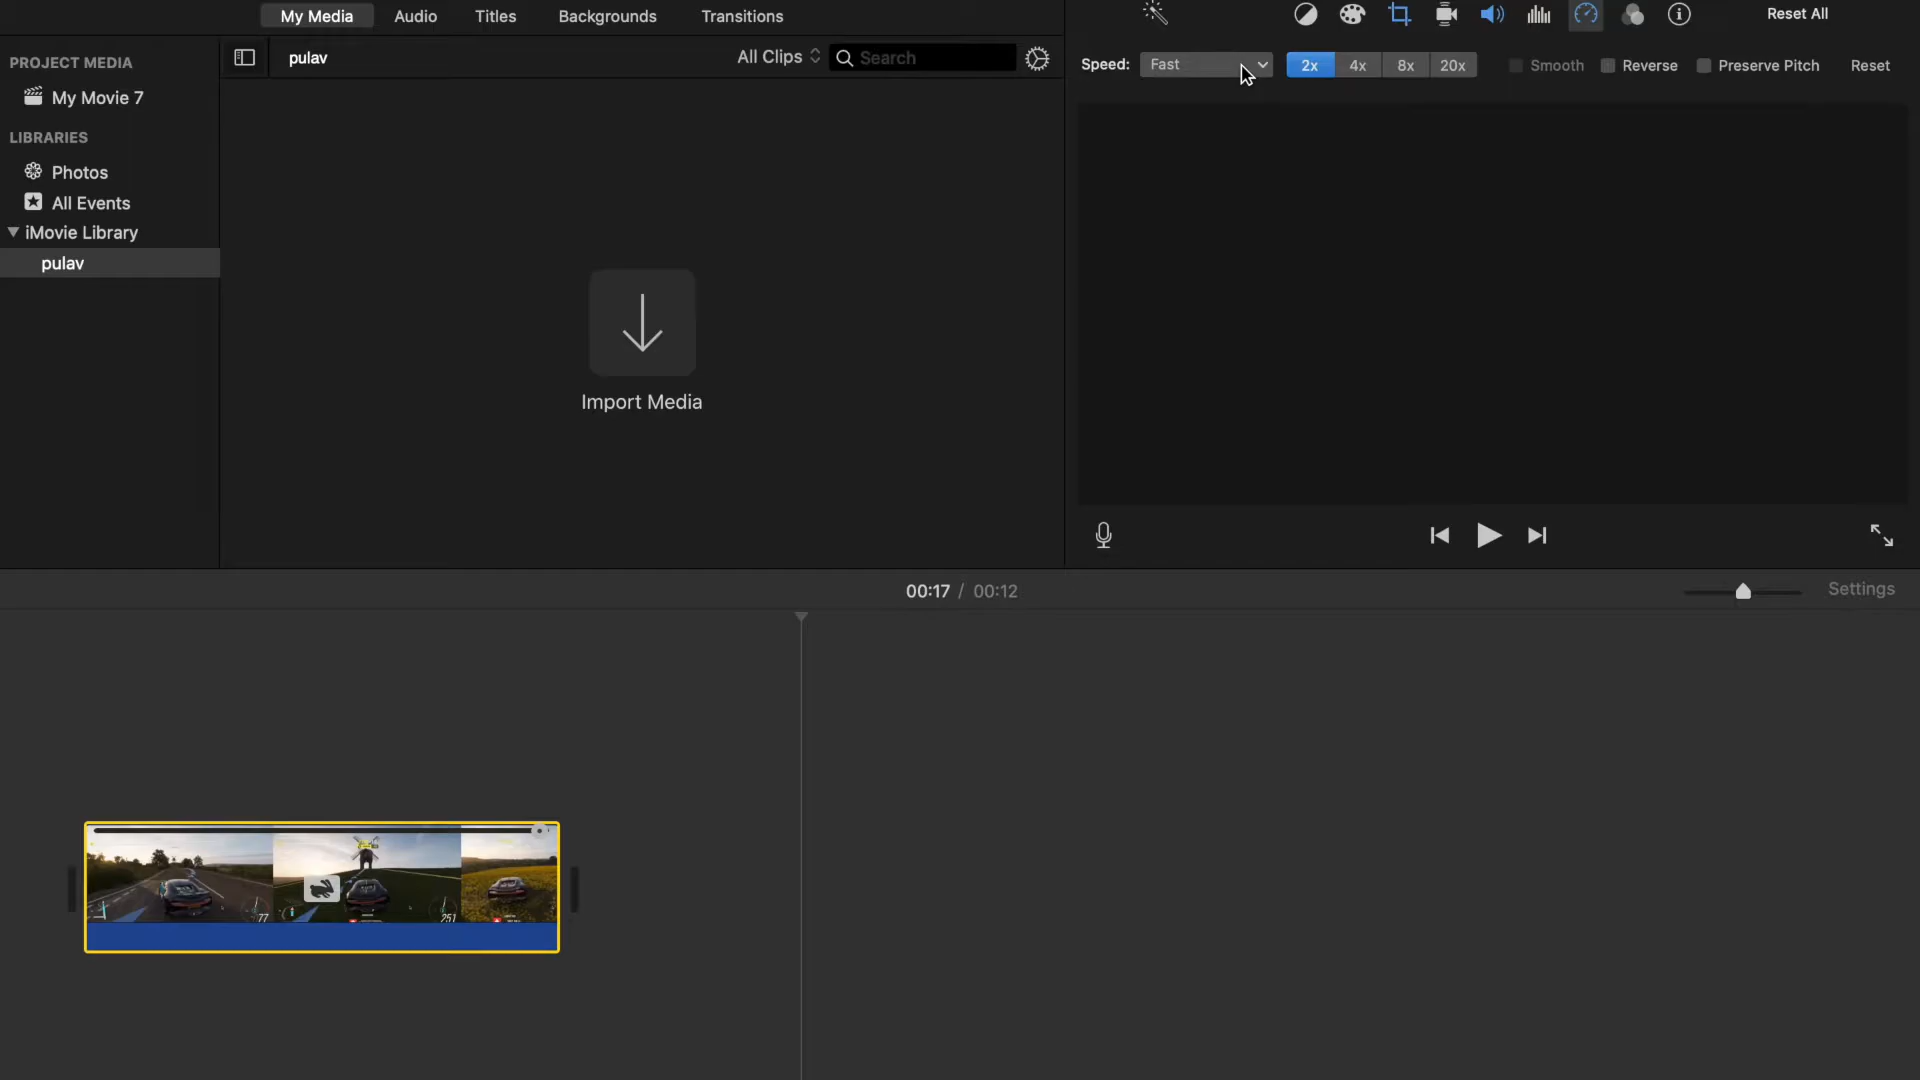 My Media Audio Titles Backgrounds Transitions Reset All
PROJECT MEDIA
pulav All Clips Search
Speed: Fast 2x 4x 8x 20x Smooth Reverse Preserve Pitch Reset
My Movie 7
LIBRARIES
Photos
All Events
iMovie Library
pulav
Import Media
00:17 / 00:12 Settings
77 251